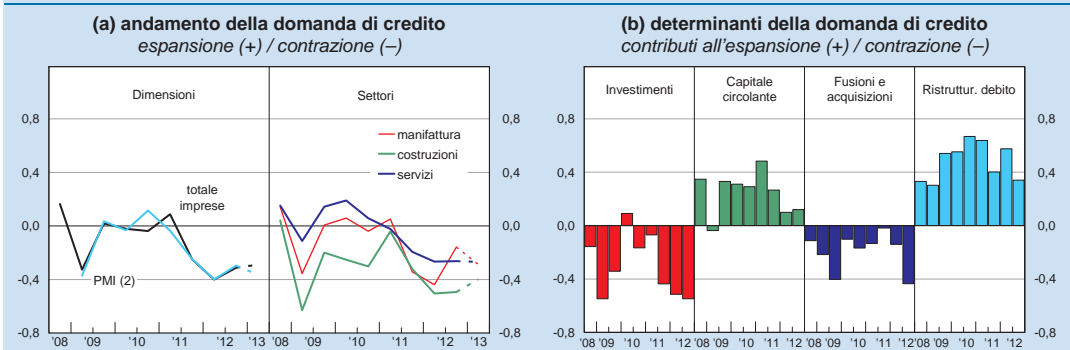 (a) andamento della domanda di credito
espansione (+) / contrazione (–)
Dimensioni
Settori
0,8
0,4
0,0
-0,4
-0,8
totale
imprese
PMI (2)
manifattura
costruzioni
servizi
0,8
0,4
0,0
-0,4
-0,8
'08 '09 '10 '11 '12 '13 '08 '09 '10 '11 '12 '13
(b) determinanti della domanda di credito
contributi all'espansione (+) / contrazione (–)
Investimenti
Capitale
circolante
Fusioni e
acquisizioni
Ristruttur. debito
0,8
0,4
0,0
-0,4
-0,8
0,8
0,4
0,0
-0,4
-0,8
'08 '09 '10 '11 '12 '08 '09 '10 '11 '12 '08 '09 '10 '11 '12 '08 '09 '10 '11 '12